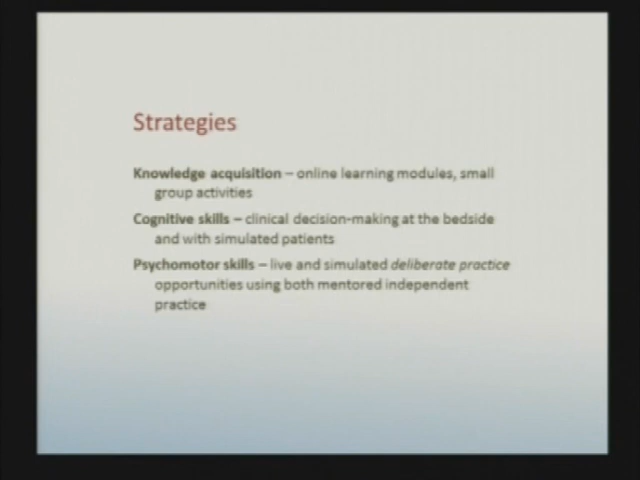 Strategies
Knowledge acquisition – online learning modules, small
group activities
Cognitive skills – clinical decision-making at the bedside
and with simulated patients
Psychomotor skills – live and simulated deliberate practice
opportunities using both mentored independent
practice